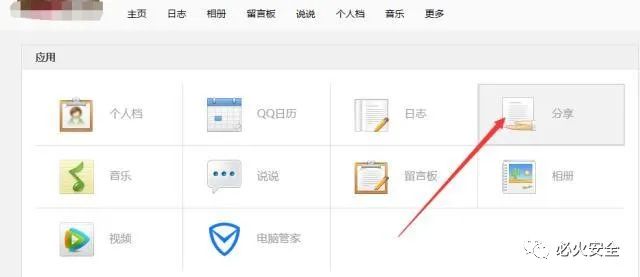 主页 日志 相册 留言板 说说 个人档 音乐 更多
应用
个人档 QQ日历 日志 分享
音乐 说说 留言板 相册
视频 电脑管家
必火安全